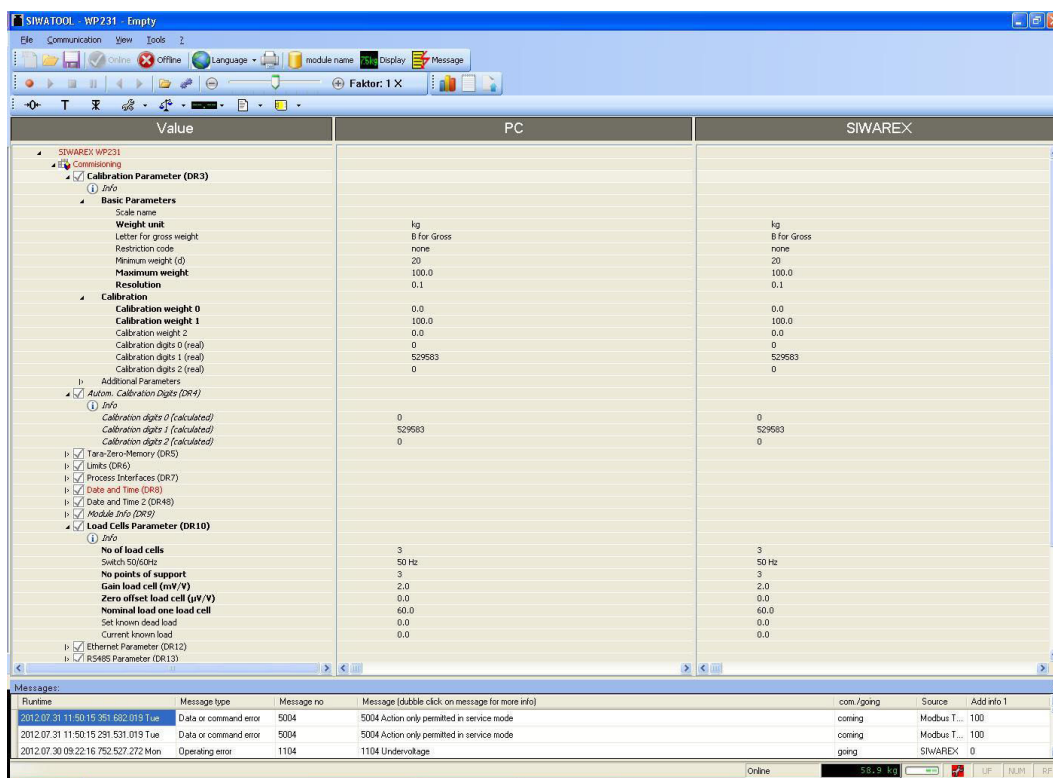 SIWATOOL - WP231 - Empty
File Communication View Tools ?
Online Offline Language module name 75kg Display Message
Faktor: 1 X
T
Value PC SIWAREX
SIWAREX WP231
Commisioning
Calibration Parameter (DR3)
Info
Basic Parameters
Scale name
Weight unit kg kg
Letter for gross weight B for Gross B for Gross
Restriction code none none
Minimum weight (d) 20 20
Maximum weight 100.0 100.0
Resolution 0.1 0.1
Calibration
Calibration weight 0 0.0 0.0
Calibration weight 1 100.0 100.0
Calibration weight 2 0.0 0.0
Calibration digits 0 (real) 0 0
Calibration digits 1 (real) 529583 529583
Calibration digits 2 (real) 0 0
Additional Parameters
Autom. Calibration Digits (DR4)
Info
Calibration digits 0 (calculated) 0 0
Calibration digits 1 (calculated) 529583 529583
Calibration digits 2 (calculated) 0 0
Tara-Zero-Memory (DR5)
Limits (DR6)
Process Interfaces (DR7)
Date and Time (DR8)
Date and Time 2 (DR48)
Module Info (DR9)
Load Cells Parameter (DR10)
Info
No of load cells 3 3
Switch 50/60Hz 50 Hz 50 Hz
No points of support 3 3
Gain load cell (mV/V) 2.0 2.0
Zero offset load cell (µV/V) 0.0 0.0
Nominal load one load cell 60.0 60.0
Set known dead load 0.0 0.0
Current known load 0.0 0.0
Ethernet Parameter (DR12)
RS485 Parameter (DR13)
Messages:
Runtime Message type Message no Message (dubble click on message for more info) com./going Source Add info 1
2012.07.31 11:50:15 351.682.019 Tue Data or command error 5004 5004 Action only permitted in service mode coming Modbus T... 100
2012.07.31 11:50:15 291.531.019 Tue Data or command error 5004 5004 Action only permitted in service mode coming Modbus T... 100
2012.07.30 09:22:16 752.527.272 Mon Operating error 1104 1104 Undervoltage going SIWAREX 0
Online 58.9 kg UF NUM RF